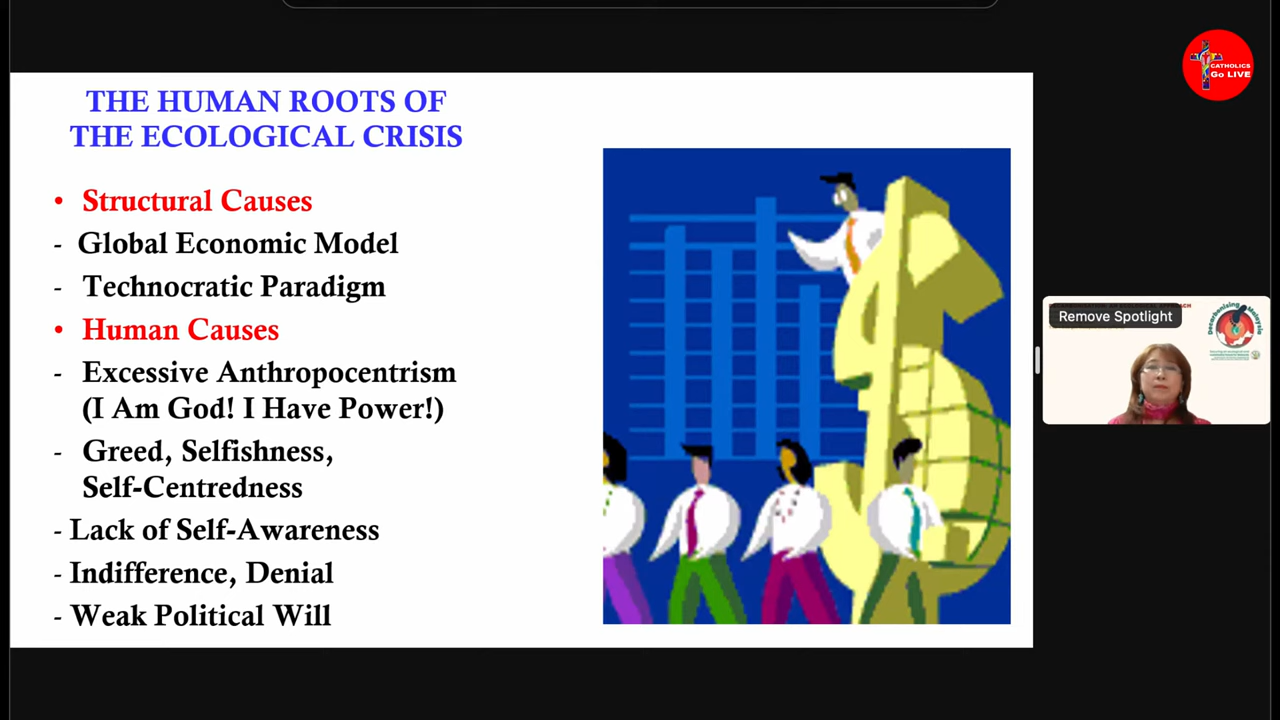 THE HUMAN ROOTS OF
THE ECOLOGICAL CRISIS
• Structural Causes
- Global Economic Model
- Technocratic Paradigm
• Human Causes
- Excessive Anthropocentrism
(I Am God! I Have Power!)
- Greed, Selfishness,
Self-Centredness
- Lack of Self-Awareness
- Indifference, Denial
- Weak Political Will
CATHOLICS
Go LIVE
Remove Spotlight
Decarbonising Malaysia